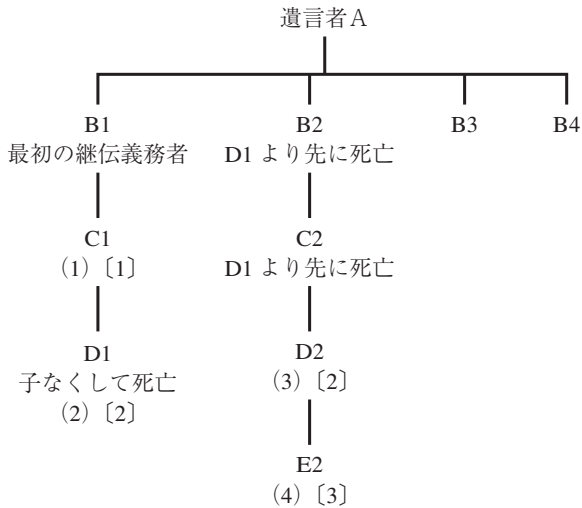 遺言者A
B1 B2 B3 B4
最初の継伝義務者 D1より先に死亡
C1 C2
(1)〔1〕 D1より先に死亡
D1 D2
子なくして死亡 (3)〔2〕
(2)〔2〕
E2
(4)〔3〕